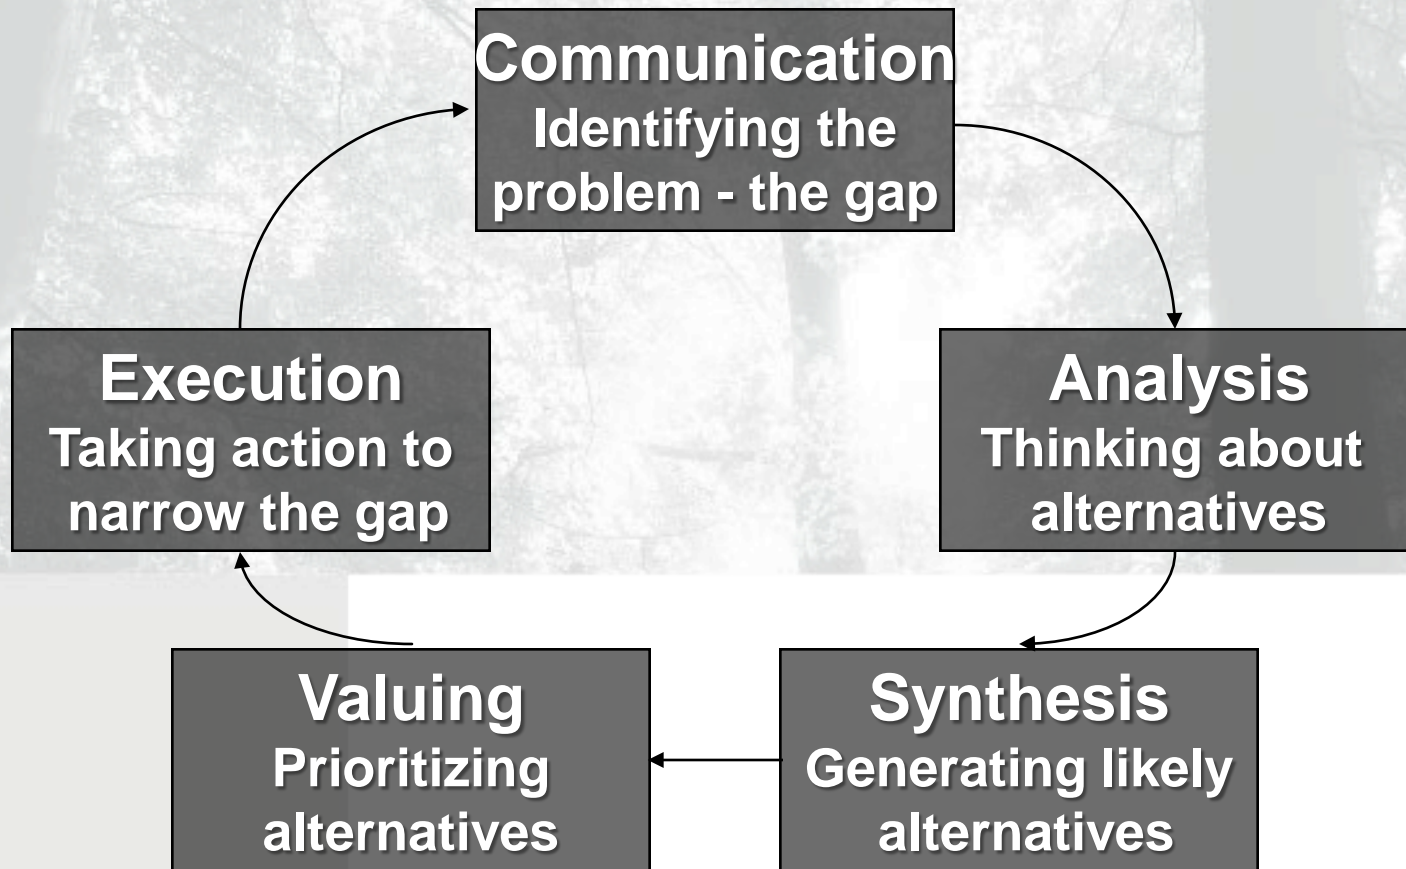 Communication
Identifying the
problem - the gap
Analysis
Thinking about
alternatives
Synthesis
Generating likely
alternatives
Valuing
Prioritizing
alternatives
Execution
Taking action to
narrow the gap